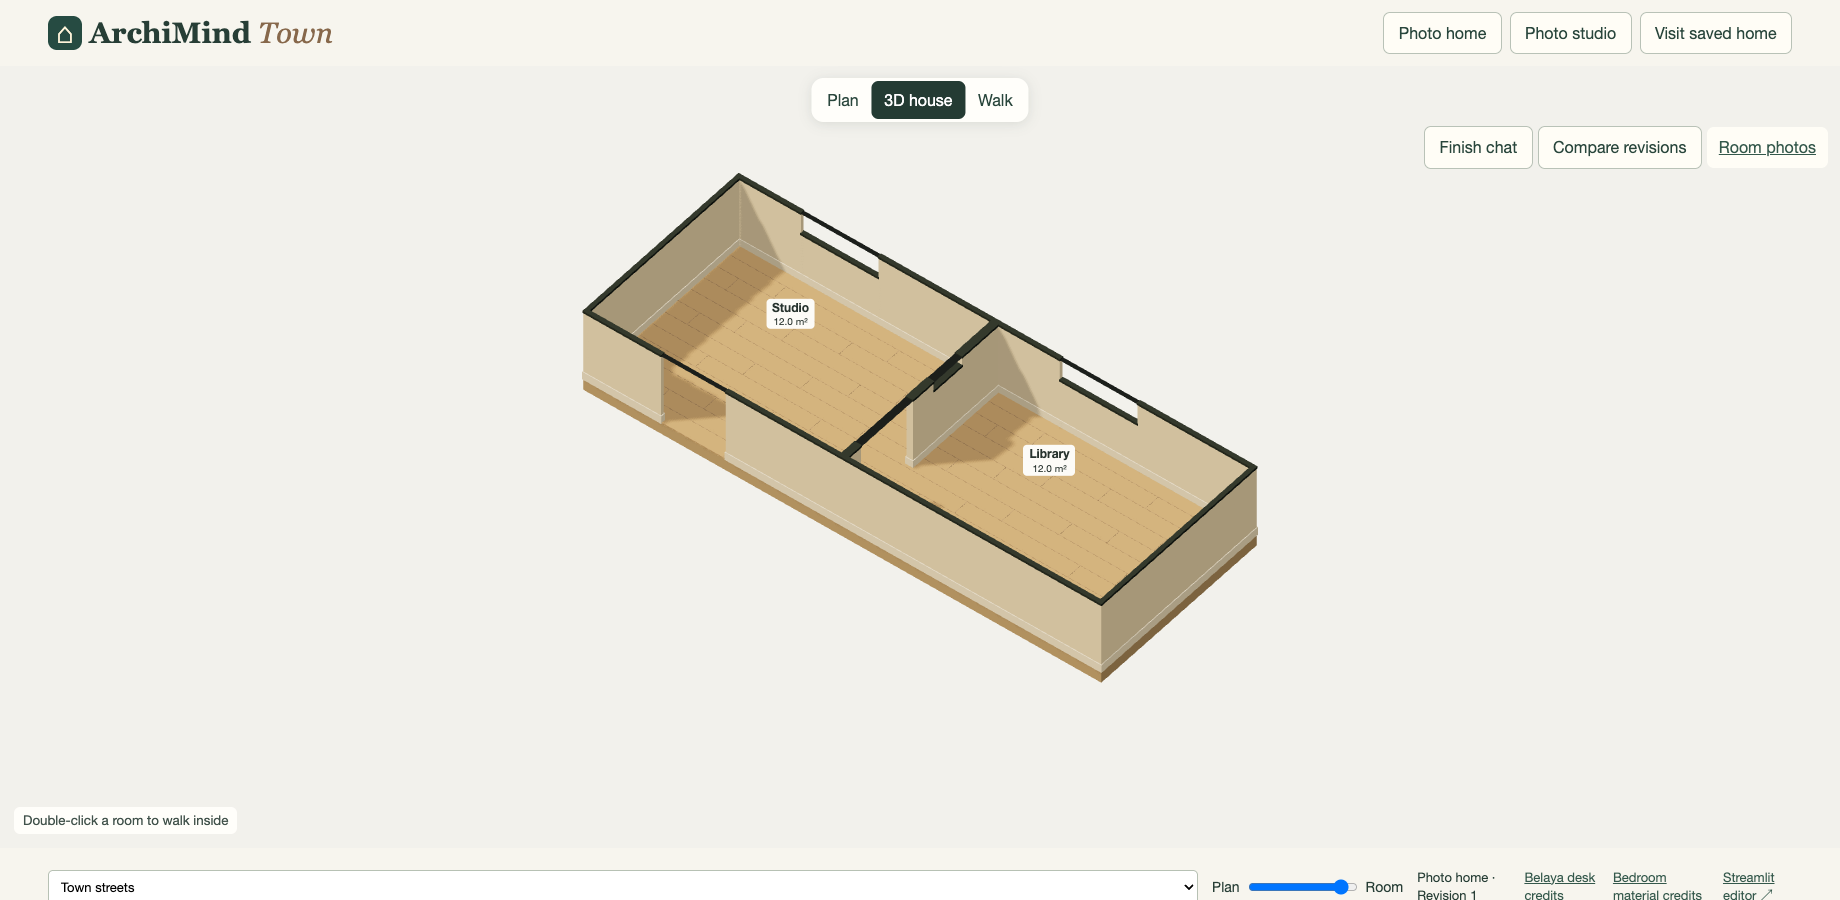 ArchiMind Town
Photo home
Photo studio
Visit saved home
Plan
3D house
Walk
Finish chat
Compare revisions
Room photos
Studio
12.0 m²
Library
12.0 m²
Double-click a room to walk inside
Town streets
Plan
Room
Photo home ·
Revision 1
Belaya desk
credits
Bedroom
material credits
Streamlit
editor ↗